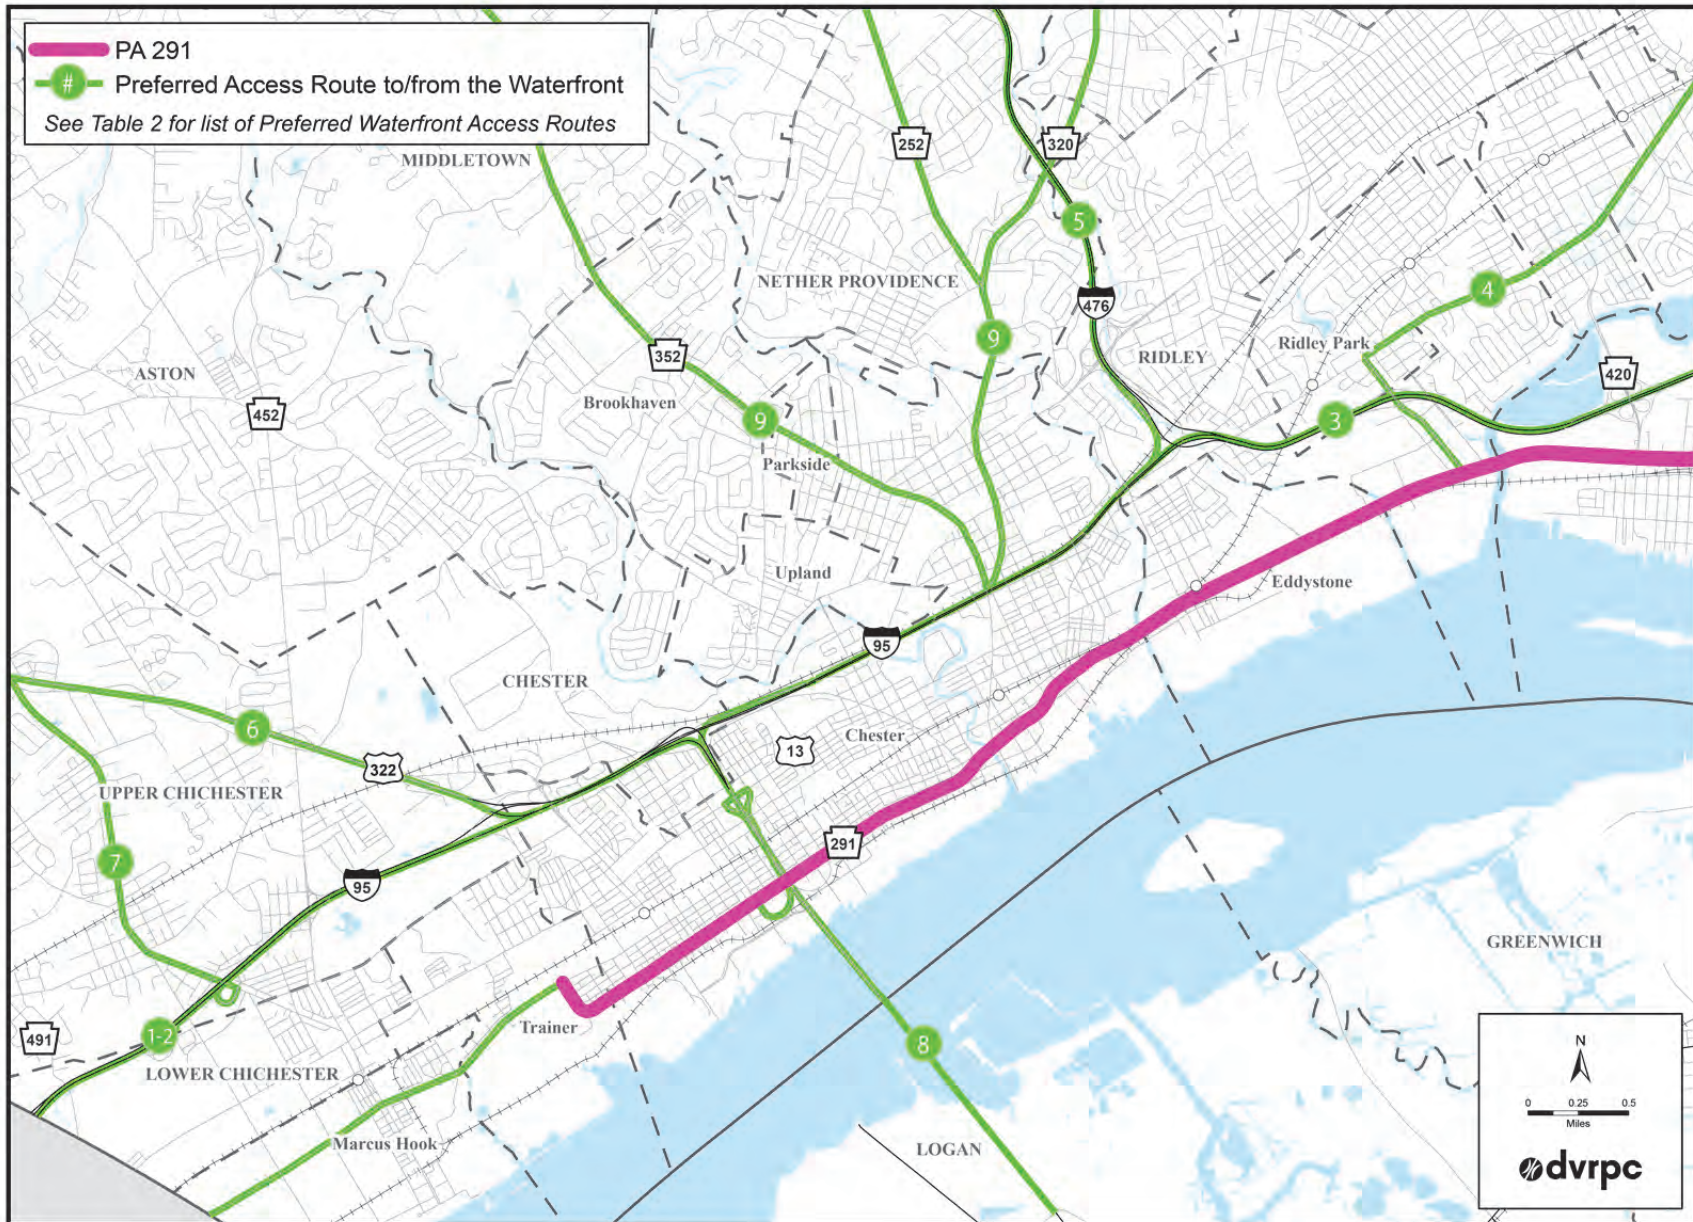 PA 291
# Preferred Access Route to/from the Waterfront
See Table 2 for list of Preferred Waterfront Access Routes
MIDDLETOWN
252
320
5
NETHER PROVIDENCE
476
4
9
RIDLEY
Ridley Park
352
420
ASTON
452
Brookhaven
9
3
Parkside
Upland
Eddystone
95
CHESTER
6
322
13
Chester
UPPER CHICHESTER
291
7
95
GREENWICH
491
1-2
Trainer
8
LOWER CHICHESTER
Marcus Hook
LOGAN
N
0 0.25 0.5
Miles
dvrpc